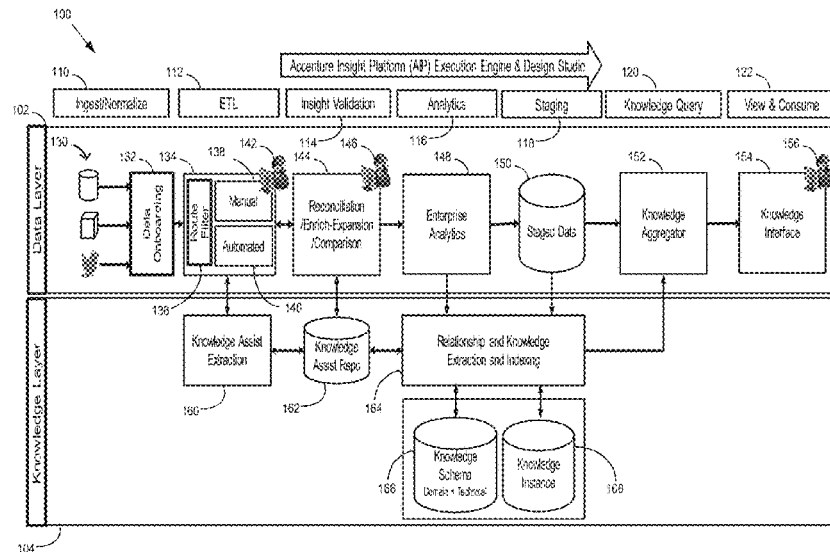 100
Accenture Insight Platform (AIP) Execution Engine & Design Studio
110
112
120
122
Ingest/Normalize
ETL
Insight Validation
Analytics
Staging
Knowledge Query
View & Consume
102
114
116
118
130
132
134
138
142
144
146
148
150
152
154
156
Data Layer
Data Onboarding
Route Filter
Manual
Automated
Reconciliation
/Enrich-Expansion
/Comparison
Enterprise
Analytics
Staged Data
Knowledge
Aggregator
Knowledge
Interface
136
140
Knowledge Layer
Knowledge Assist
Extraction
Knowledge
Assist Repo
Relationship and Knowledge
Extraction and Indexing
160
162
164
Knowledge
Schema
Domain + Technical
Knowledge
Instance
166
168
104